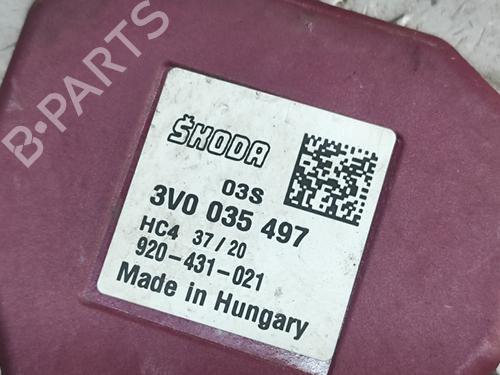 B-PARTS
ŠKODA
03S
3V0 035 497
HC4 37/20
920-431-021
Made in Hungary